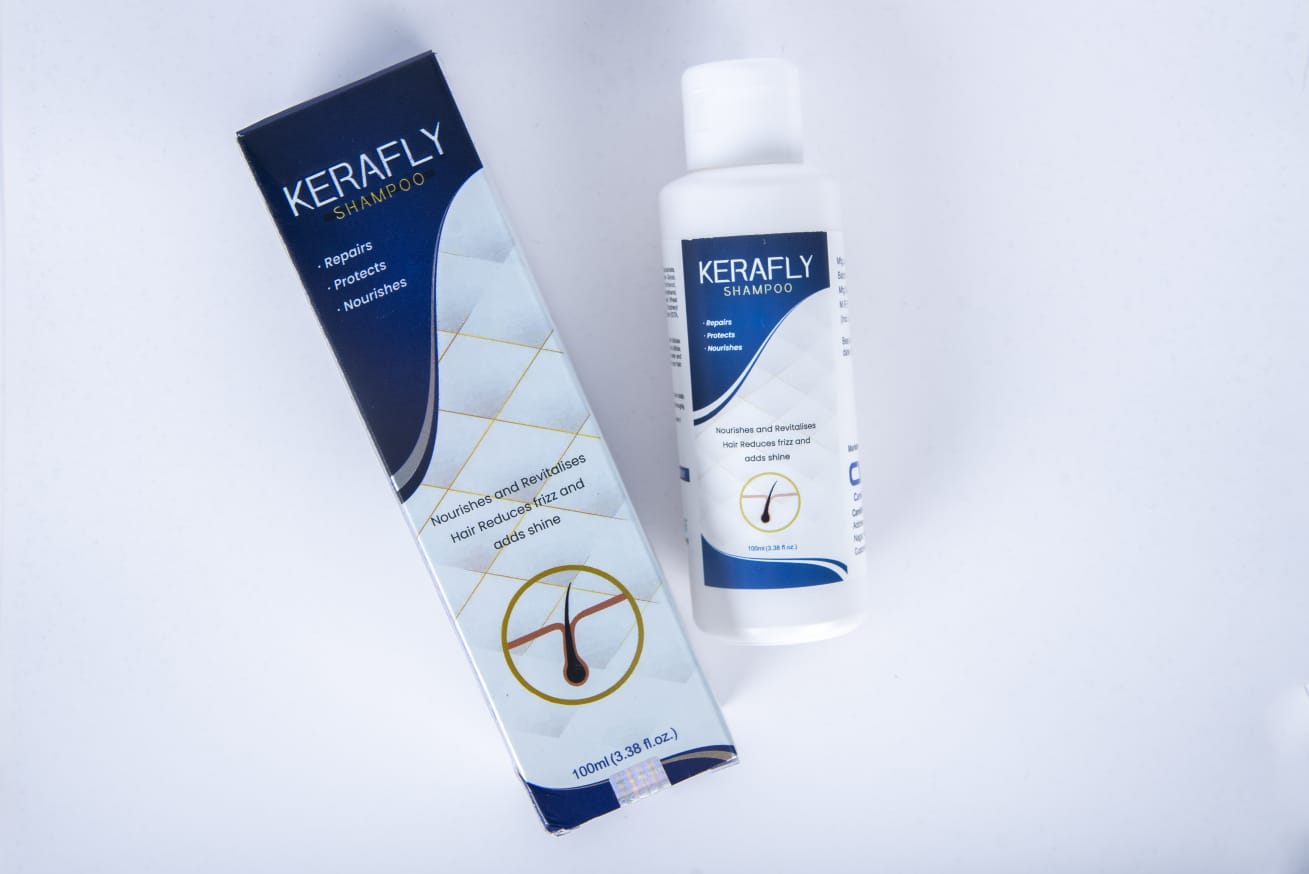 KERAFLY
SHAMPOO
· Repairs
· Protects
· Nourishes
Nourishes and Revitalises
Hair Reduces frizz and
adds shine
100ml (3.38 fl.oz.)
KERAFLY
SHAMPOO
· Repairs
· Protects
· Nourishes
Nourishes and Revitalises
Hair Reduces frizz and
adds shine
100ml (3.38 fl.oz.)